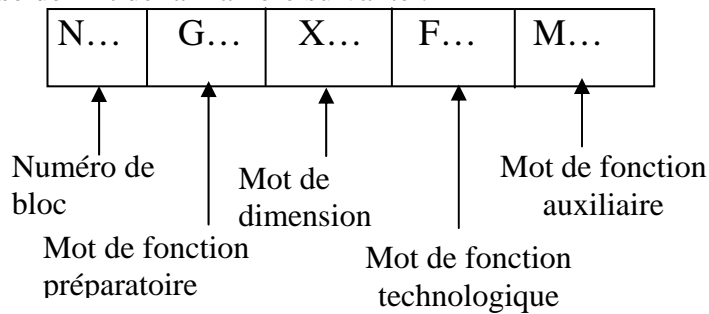 N… G… X… F… M…
Numéro de
bloc
Mot de
dimension
Mot de fonction
auxiliaire
Mot de fonction
préparatoire
Mot de fonction
technologique